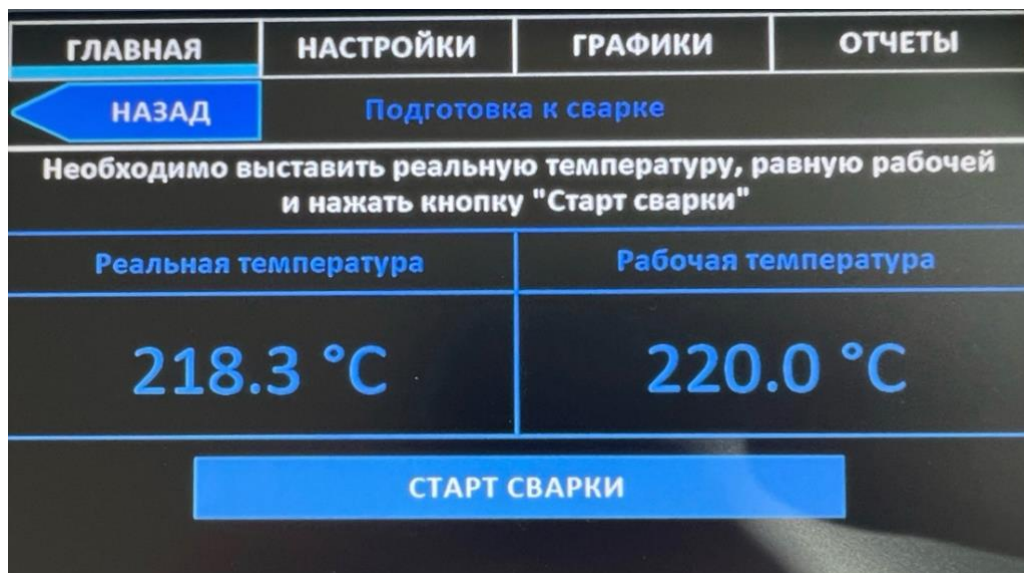 ГЛАВНАЯ НАСТРОЙКИ ГРАФИКИ ОТЧЕТЫ
НАЗАД Подготовка к сварке
Необходимо выставить реальную температуру, равную рабочей
и нажать кнопку "Старт сварки"
Реальная температура Рабочая температура
218.3 °C 220.0 °C
СТАРТ СВАРКИ